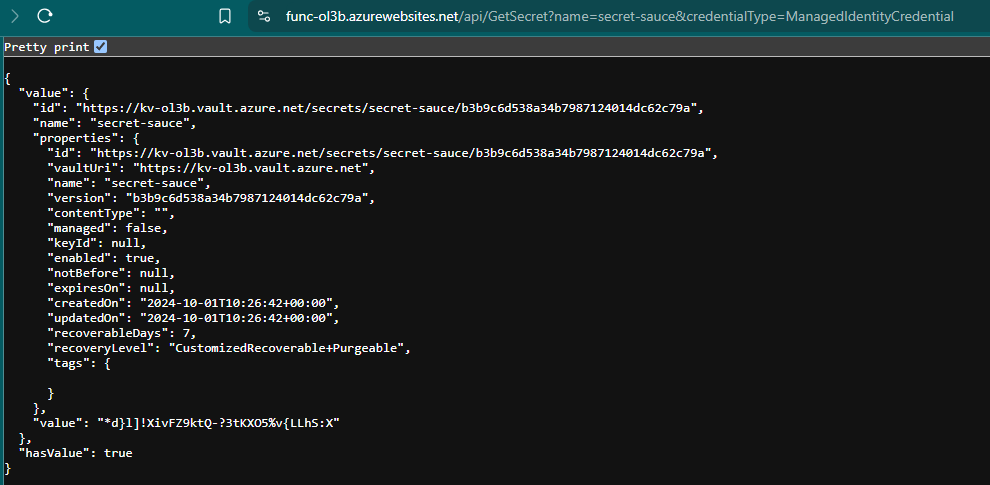 func-ol3b.azurewebsites.net/api/GetSecret?name=secret-sauce&credentialType=ManagedIdentityCredential
Pretty print
{
  "value": {
    "id": "https://kv-ol3b.vault.azure.net/secrets/secret-sauce/b3b9c6d538a34b7987124014dc62c79a",
    "name": "secret-sauce",
    "properties": {
      "id": "https://kv-ol3b.vault.azure.net/secrets/secret-sauce/b3b9c6d538a34b7987124014dc62c79a",
      "vaultUri": "https://kv-ol3b.vault.azure.net",
      "name": "secret-sauce",
      "version": "b3b9c6d538a34b7987124014dc62c79a",
      "contentType": "",
      "managed": false,
      "keyId": null,
      "enabled": true,
      "notBefore": null,
      "expiresOn": null,
      "createdOn": "2024-10-01T10:26:42+00:00",
      "updatedOn": "2024-10-01T10:26:42+00:00",
      "recoverableDays": 7,
      "recoveryLevel": "CustomizedRecoverable+Purgeable",
      "tags": {
      }
    },
    "value": "*d}l]!XivFZ9ktQ-?3tKXO5%v{LLhS:X"
  },
  "hasValue": true
}